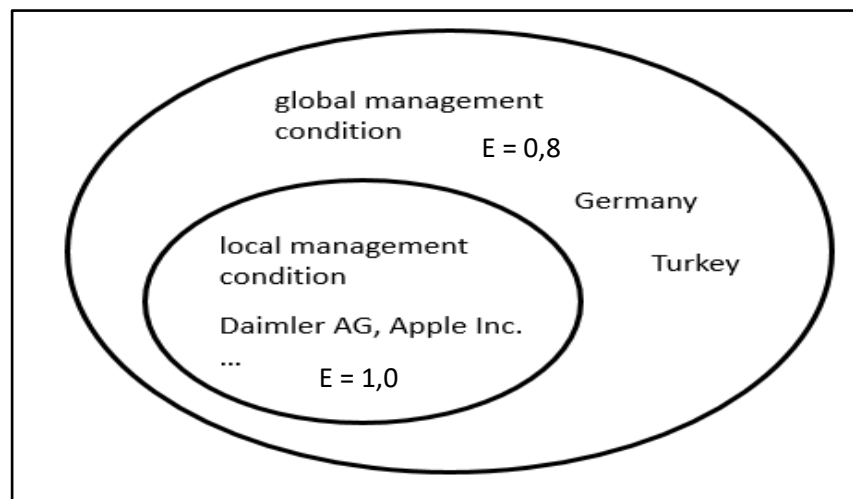 global management
condition
E = 0,8
Germany
Turkey
local management
condition
Daimler AG, Apple Inc.
...
E = 1,0